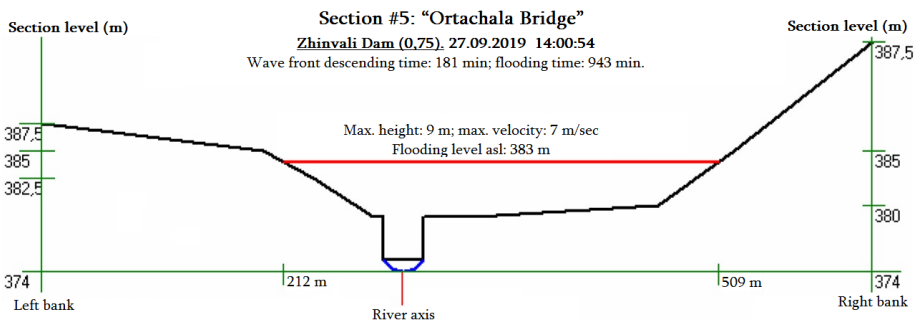 Section #5: “Ortachala Bridge”
Section level (m)
Section level (m)
Zhinvali Dam (0,75). 27.09.2019 14:00:54
Wave front descending time: 181 min; flooding time: 943 min.
387,5
387,5
Max. height: 9 m; max. velocity: 7 m/sec
Flooding level asl: 383 m
385
385
382,5
380
374
212 m
509 m
374
Left bank
River axis
Right bank